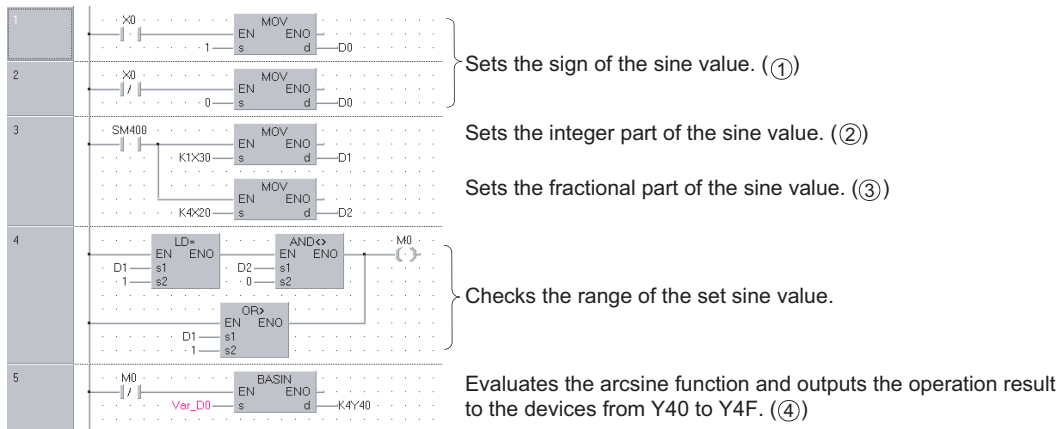 1
X0 MOV
EN ENO
1 s d D0
Sets the sign of the sine value. (①)
2
X0 MOV
EN ENO
0 s d D0
3
SM400 MOV
EN ENO
K1X30 s d D1
Sets the integer part of the sine value. (②)
MOV
EN ENO
K4X20 s d D2
Sets the fractional part of the sine value. (③)
4
LD= AND<> M0
EN ENO EN ENO
D1 s1 D2 s1
1 s2 0 s2
OR>
EN ENO
D1 s1
1 s2
Checks the range of the set sine value.
5
M0 BASIN
EN ENO
Var_D0 s d K4Y40
Evaluates the arcsine function and outputs the operation result
to the devices from Y40 to Y4F. (④)